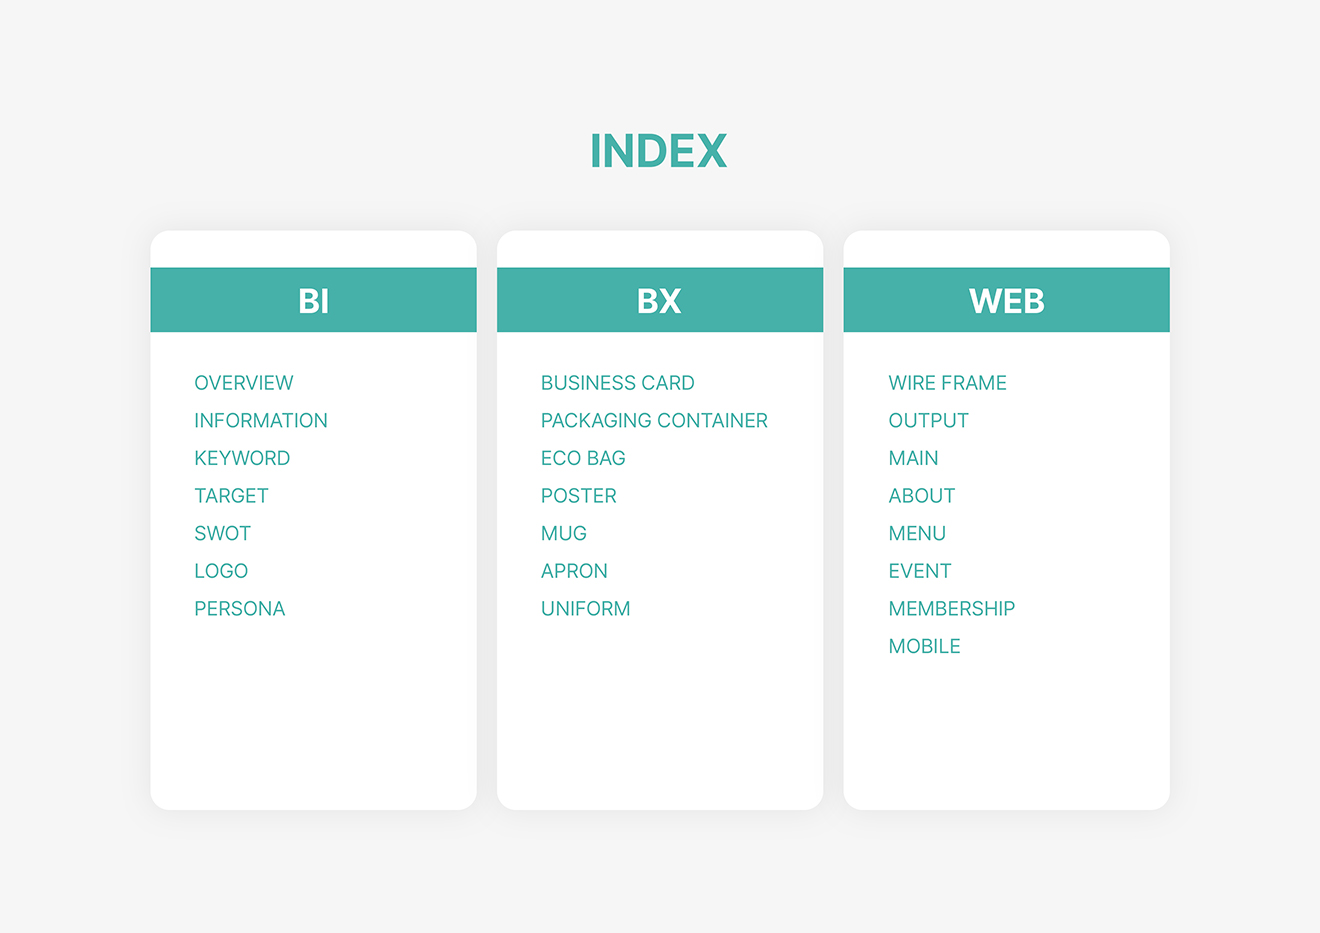 INDEX
BI
OVERVIEW
INFORMATION
KEYWORD
TARGET
SWOT
LOGO
PERSONA
BX
BUSINESS CARD
PACKAGING CONTAINER
ECO BAG
POSTER
MUG
APRON
UNIFORM
WEB
WIRE FRAME
OUTPUT
MAIN
ABOUT
MENU
EVENT
MEMBERSHIP
MOBILE